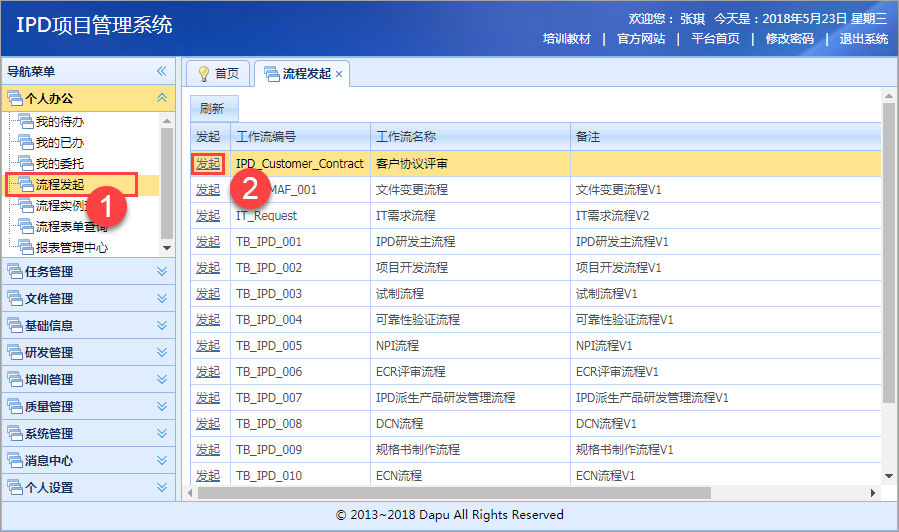 IPD项目管理系统
欢迎您： 张琪 今天是：2018年5月23日 星期三
培训教材 | 官方网站 | 平台首页 | 修改密码 | 退出系统
导航菜单
个人办公
我的待办
我的已办
我的委托
流程发起
流程实例
1
流程表单查询
报表管理中心
任务管理
文件管理
基础信息
研发管理
培训管理
质量管理
系统管理
消息中心
个人设置
首页 流程发起 ×
刷新
发起 工作流编号 工作流名称 备注
发起 IPD_Customer_Contract 客户协议评审
2
发起 MAF_001 文件变更流程 文件变更流程V1
发起 IT_Request IT需求流程 IT需求流程V2
发起 TB_IPD_001 IPD研发主流程 IPD研发主流程V1
发起 TB_IPD_002 项目开发流程 项目开发流程V1
发起 TB_IPD_003 试制流程 试制流程V1
发起 TB_IPD_004 可靠性验证流程 可靠性验证流程V1
发起 TB_IPD_005 NPI流程 NPI流程V1
发起 TB_IPD_006 ECR评审流程 ECR评审流程V1
发起 TB_IPD_007 IPD派生产品研发管理流程 IPD派生产品研发管理流程V1
发起 TB_IPD_008 DCN流程 DCN流程V1
发起 TB_IPD_009 规格书制作流程 规格书制作流程V1
发起 TB_IPD_010 ECN流程 ECN流程V1
© 2013~2018 Dapu All Rights Reserved